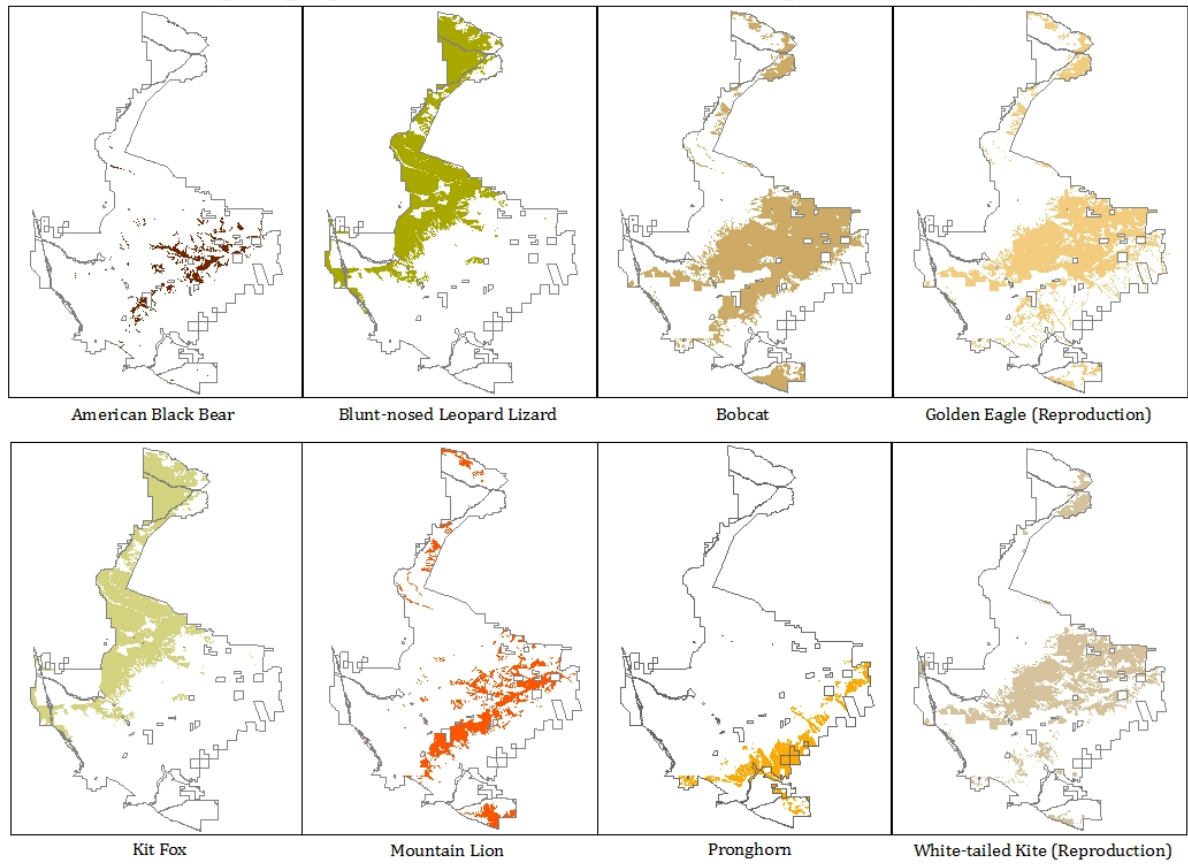 American Black Bear
Blunt-nosed Leopard Lizard
Bobcat
Golden Eagle (Reproduction)
Kit Fox
Mountain Lion
Pronghorn
White-tailed Kite (Reproduction)